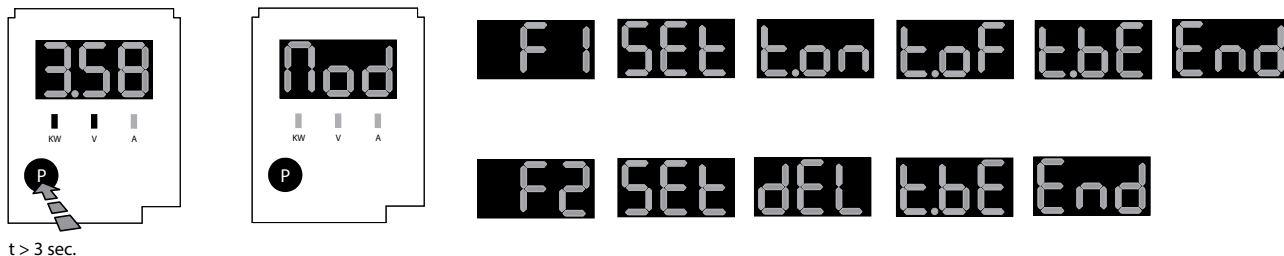 3.58
KW V A
P
t > 3 sec.
Mod
KW V A
P
F1 SEt t.on t.oF t.bE End
F2 SEt dEL t.bE End